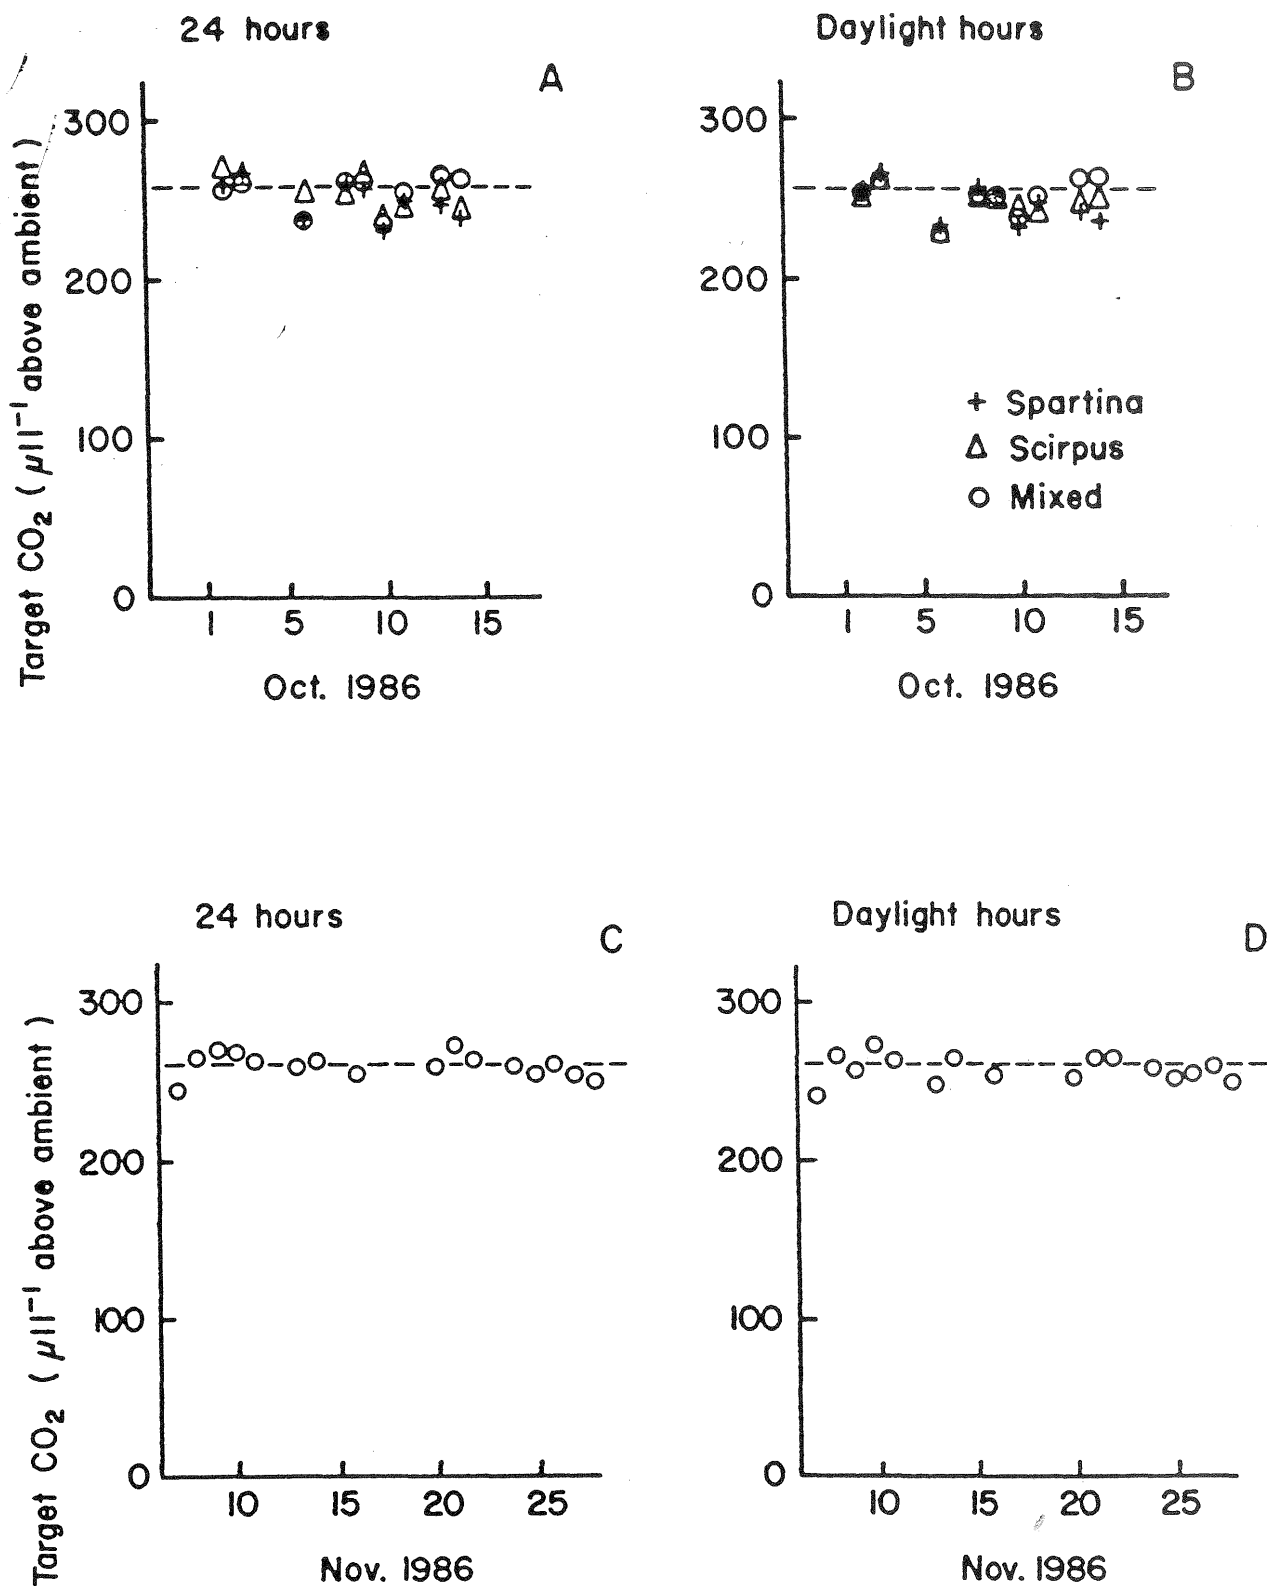 24 hours
A
Target CO₂ ( μl l⁻¹ above ambient )
300
200
100
0
1 5 10 15
Oct. 1986
Daylight hours
B
300
200
100
0
+ Spartina
△ Scirpus
○ Mixed
1 5 10 15
Oct. 1986
24 hours
C
Target CO₂ ( μl l⁻¹ above ambient )
300
200
100
0
10 15 20 25
Nov. 1986
Daylight hours
D
300
200
100
0
10 15 20 25
Nov. 1986